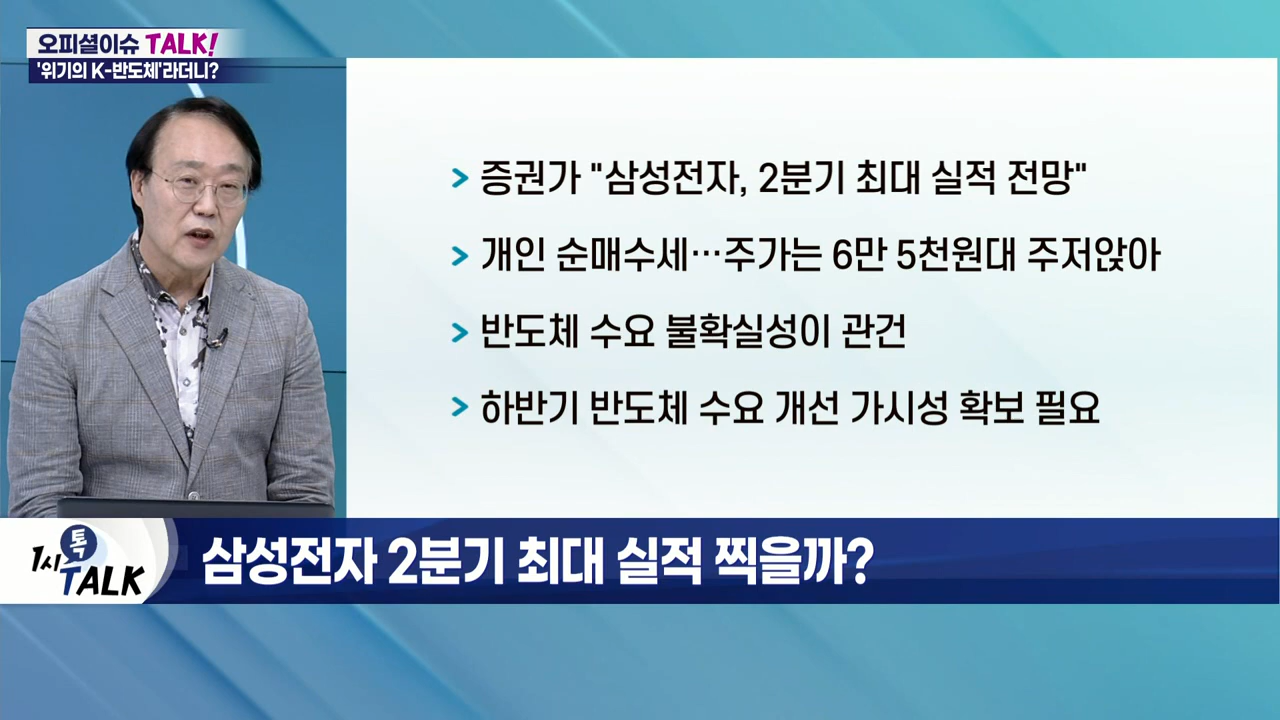 오피셜이슈 TALK!
'위기의 K-반도체'라더니?
> 증권가 "삼성전자, 2분기 최대 실적 전망"
> 개인 순매수세…주가는 6만 5천원대 주저앉아
> 반도체 수요 불확실성이 관건
> 하반기 반도체 수요 개선 가시성 확보 필요
1시 톡 TALK
삼성전자 2분기 최대 실적 찍을까?